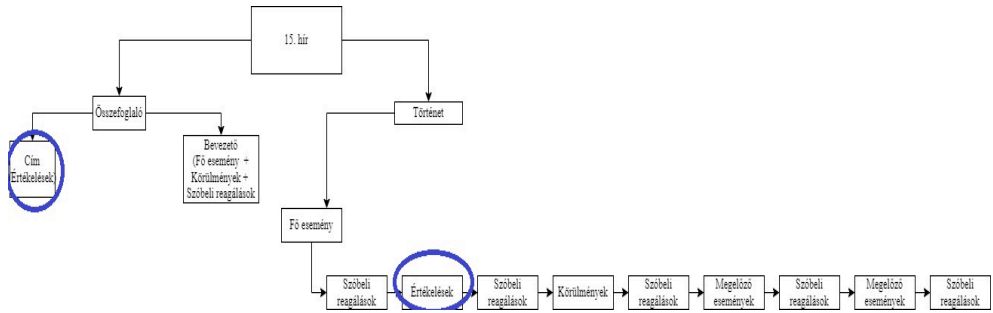 15. hír
Összefoglaló
Történet
Cím
(Értékelések)
Bevezető
(Fő esemény +
Körülmények +
Szóbeli reagálások
Fő esemény
Szóbeli
reagálások
Értékelések
Szóbeli
reagálások
Körülmények
Szóbeli
reagálások
Megelőző
események
Szóbeli
reagálások
Megelőző
események
Szóbeli
reagálások